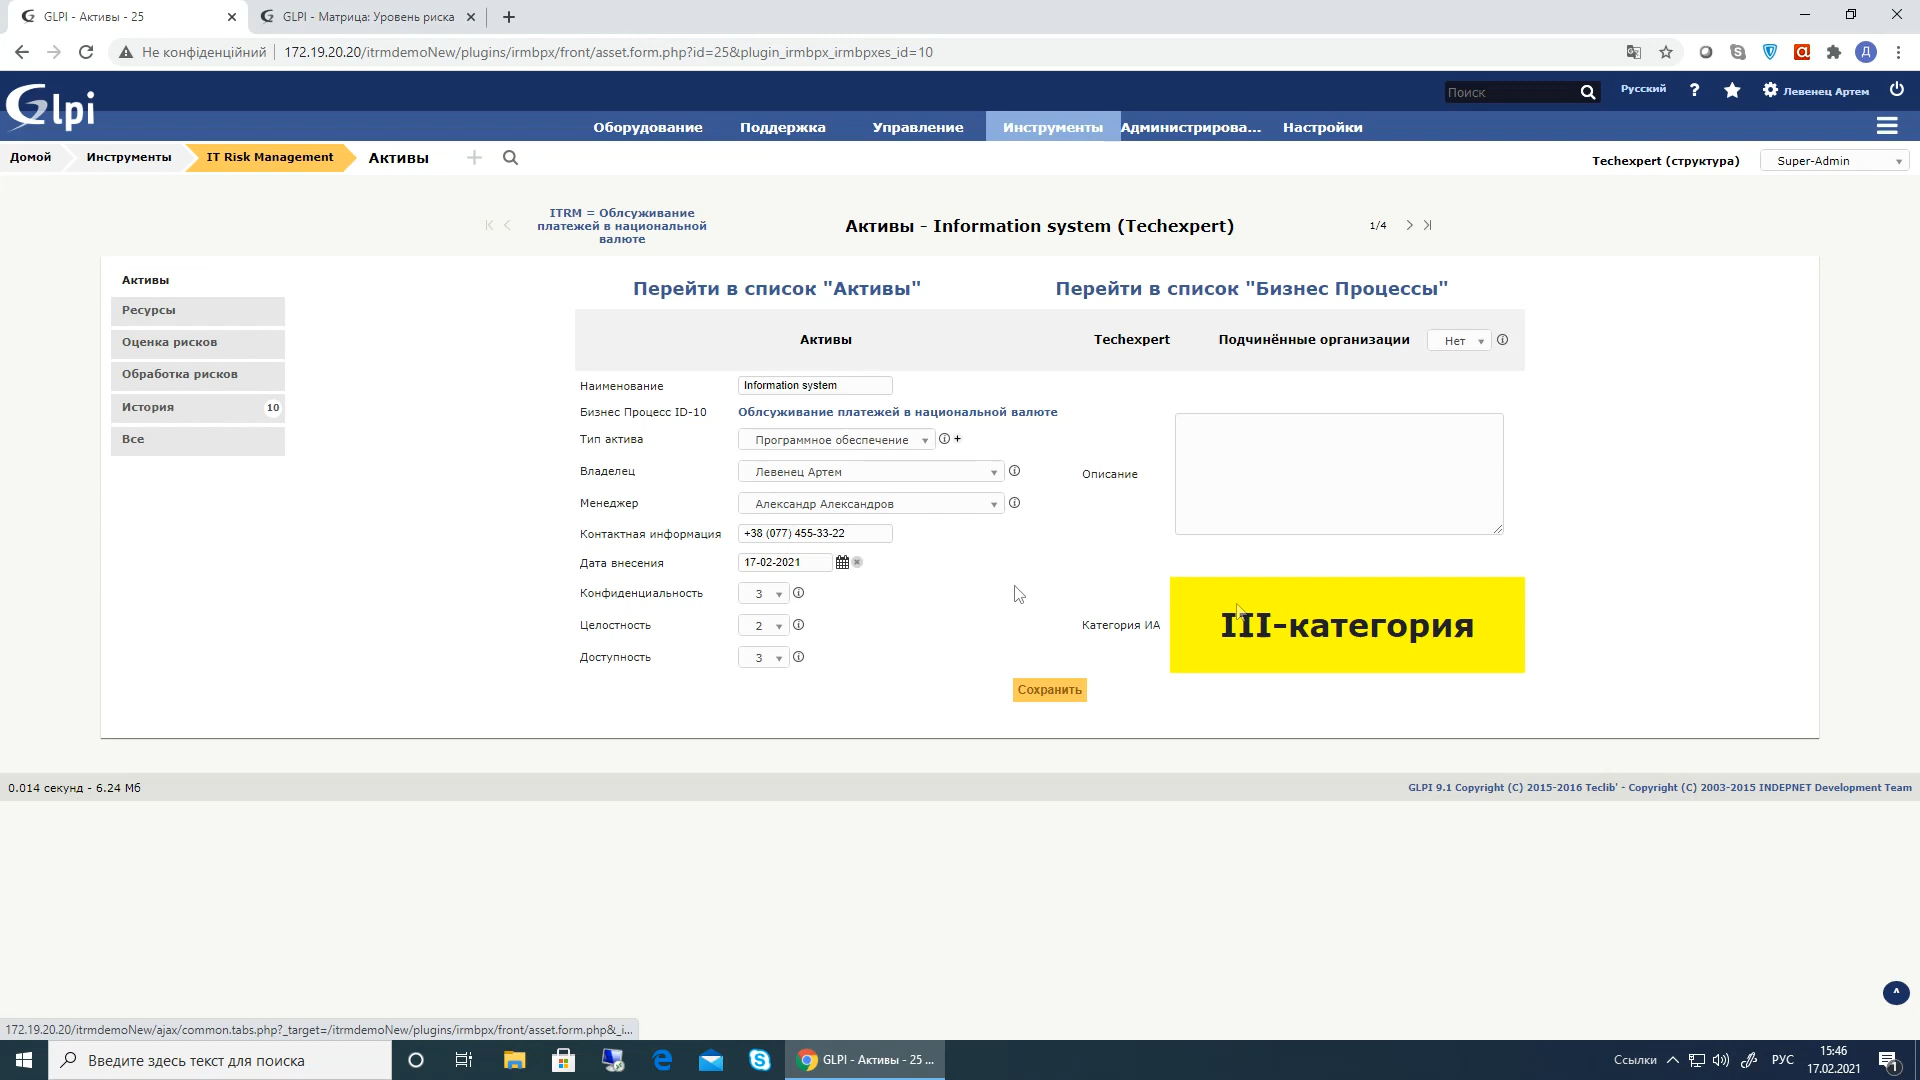 GLPI - Активы - 25
GLPI - Матрица: Уровень риска
Не конфіденційний
172.19.20.20/itrmdemoNew/plugins/irmbpx/front/asset.form.php?id=25&plugin_irmbpx_irmbpxes_id=10
Д
Glpi
Поиск
Русский
?
Левенец Артем
Оборудование
Поддержка
Управление
Инструменты
Администрирова...
Настройки
Домой
Инструменты
IT Risk Management
Активы
Techexpert (структура)
Super-Admin
ITRM = Облсуживание
платежей в национальной
валюте
Активы - Information system (Techexpert)
1/4
Активы
Ресурсы
Оценка рисков
Обработка рисков
История 10
Все
Перейти в список "Активы"
Перейти в список "Бизнес Процессы"
Активы
Techexpert
Подчинённые организации
Нет
Наименование
Information system
Бизнес Процесс ID-10
Облсуживание платежей в национальной валюте
Тип актива
Программное обеспечение
Владелец
Левенец Артем
Менеджер
Александр Александров
Контактная информация
+38 (077) 455-33-22
Дата внесения
17-02-2021
Конфиденциальность
3
Целостность
2
Доступность
3
Описание
Категория ИА
III-категория
Сохранить
0.014 секунд - 6.24 Мб
GLPI 9.1 Copyright (C) 2015-2016 Teclib' - Copyright (C) 2003-2015 INDEPNET Development Team
172.19.20.20/itrmdemoNew/ajax/common.tabs.php?_target=/itrmdemoNew/plugins/irmbpx/front/asset.form.php&_i...
Введите здесь текст для поиска
GLPI - Активы - 25 ...
Ссылки
РУС
15:46
17.02.2021
1